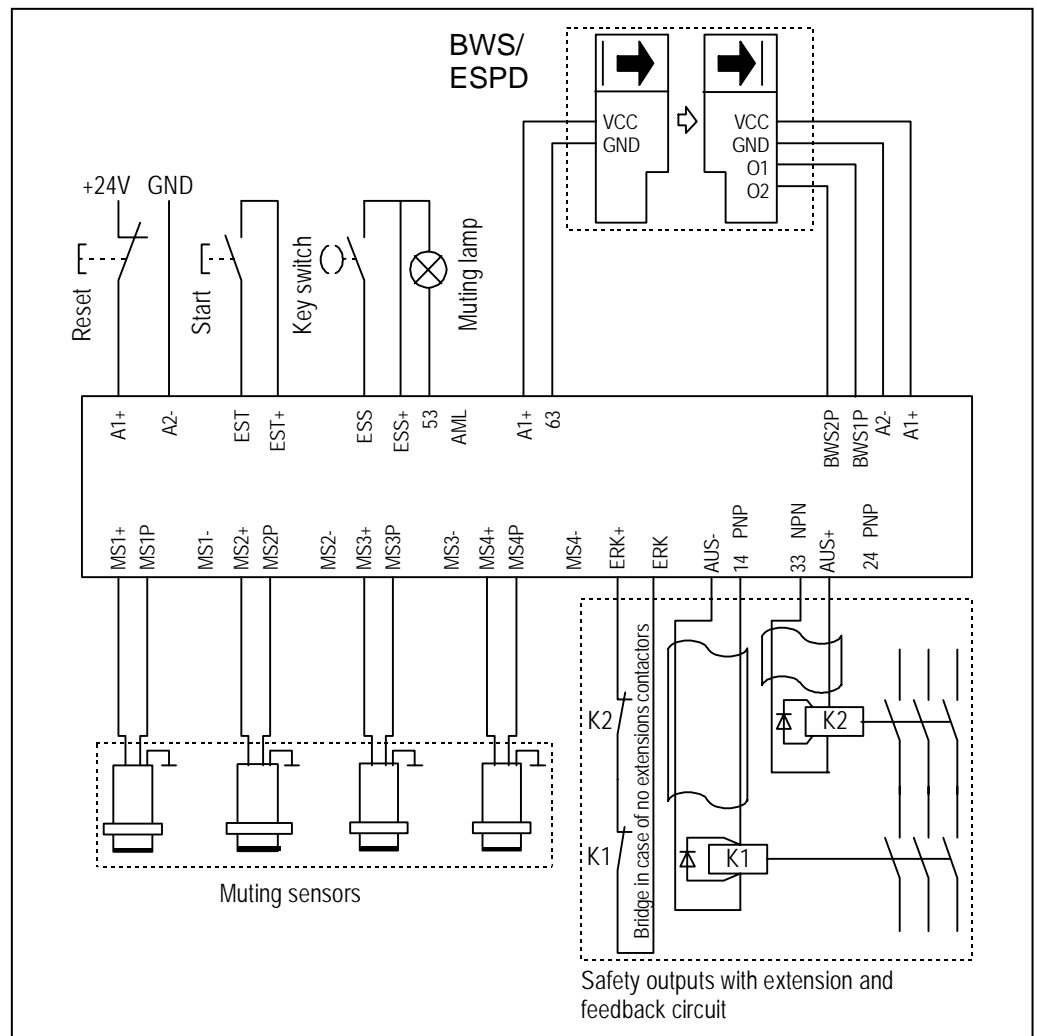 BWS/
ESPD
VCC
GND
VCC
GND
O1
O2
+24V GND
Reset
Start
Key switch
Muting lamp
A1+
A2-
EST
EST+
ESS
ESS+
53
AML
A1+
63
BWS2P
BWS1P
A2-
A1+
MS1+
MS1P
MS1-
MS2+
MS2P
MS2-
MS3+
MS3P
MS3-
MS4+
MS4P
MS4-
ERK+
ERK
AUS-
14 PNP
33 NPN
AUS+
24 PNP
K2
K1
Bridge in case of no extensions contactors
K2
K1
Muting sensors
Safety outputs with extension and
feedback circuit